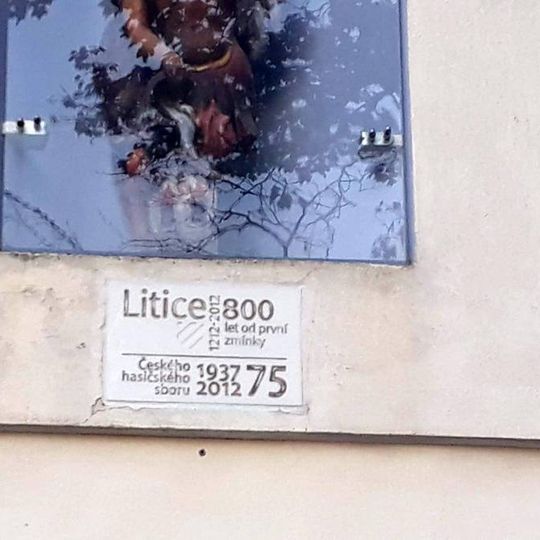 Litice 1212-2012 800
let od první
zmínky
Českého
hasičského
sboru
1937
2012
75